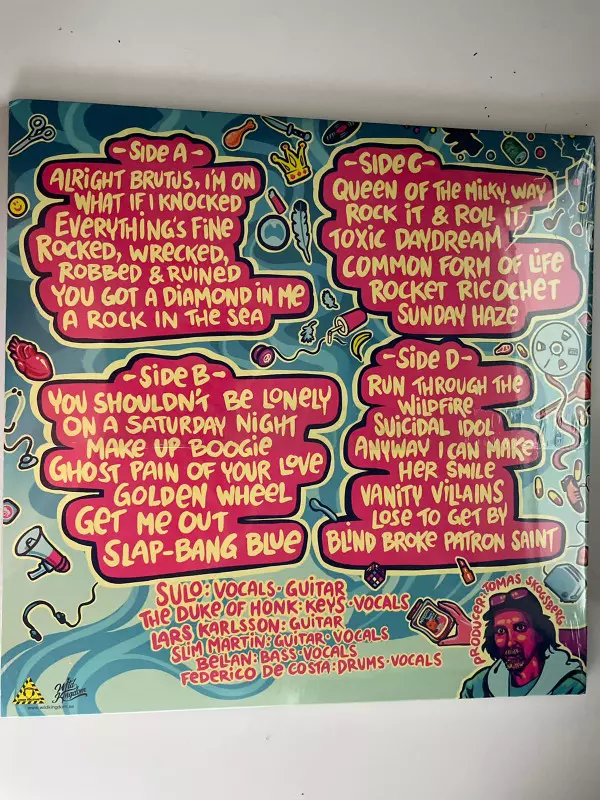 -SIDE A-
ALRIGHT BRUTUS, I'M ON
WHAT IF I KNOCKED
EVERYTHING'S FINE
ROCKED, WRECKED,
ROBBED & RUINED
YOU GOT A DIAMOND IN ME
A ROCK IN THE SEA
-SIDE B-
YOU SHOULDN'T BE LONELY
ON A SATURDAY NIGHT
MAKE UP BOOGIE
GHOST PAIN OF YOUR LOVE
GOLDEN WHEEL
GET ME OUT
SLAP-BANG BLUE
-SIDE C-
QUEEN OF THE MILKY WAY
ROCK IT & ROLL IT
TOXIC DAYDREAM
COMMON FORM OF LIFE
ROCKET RICOCHET
SUNDAY HAZE
-SIDE D-
RUN THROUGH THE
WILDFIRE
SUICIDAL IDOL
ANYWAY I CAN MAKE
HER SMILE
VANITY VILLAINS
LOSE TO GET BY
BLIND BROKE PATRON SAINT
SULO: VOCALS · GUITAR
THE DUKE OF HONK: KEYS · VOCALS
LARS KARLSSON: GUITAR
SLIM MARTIN: GUITAR · VOCALS
BELLAN: BASS · VOCALS
FEDERICO DE COSTA: DRUMS · VOCALS
PRODUCER: TOMAS SKOGSBERG
Wild Kingdom
www.wildkingdom.se